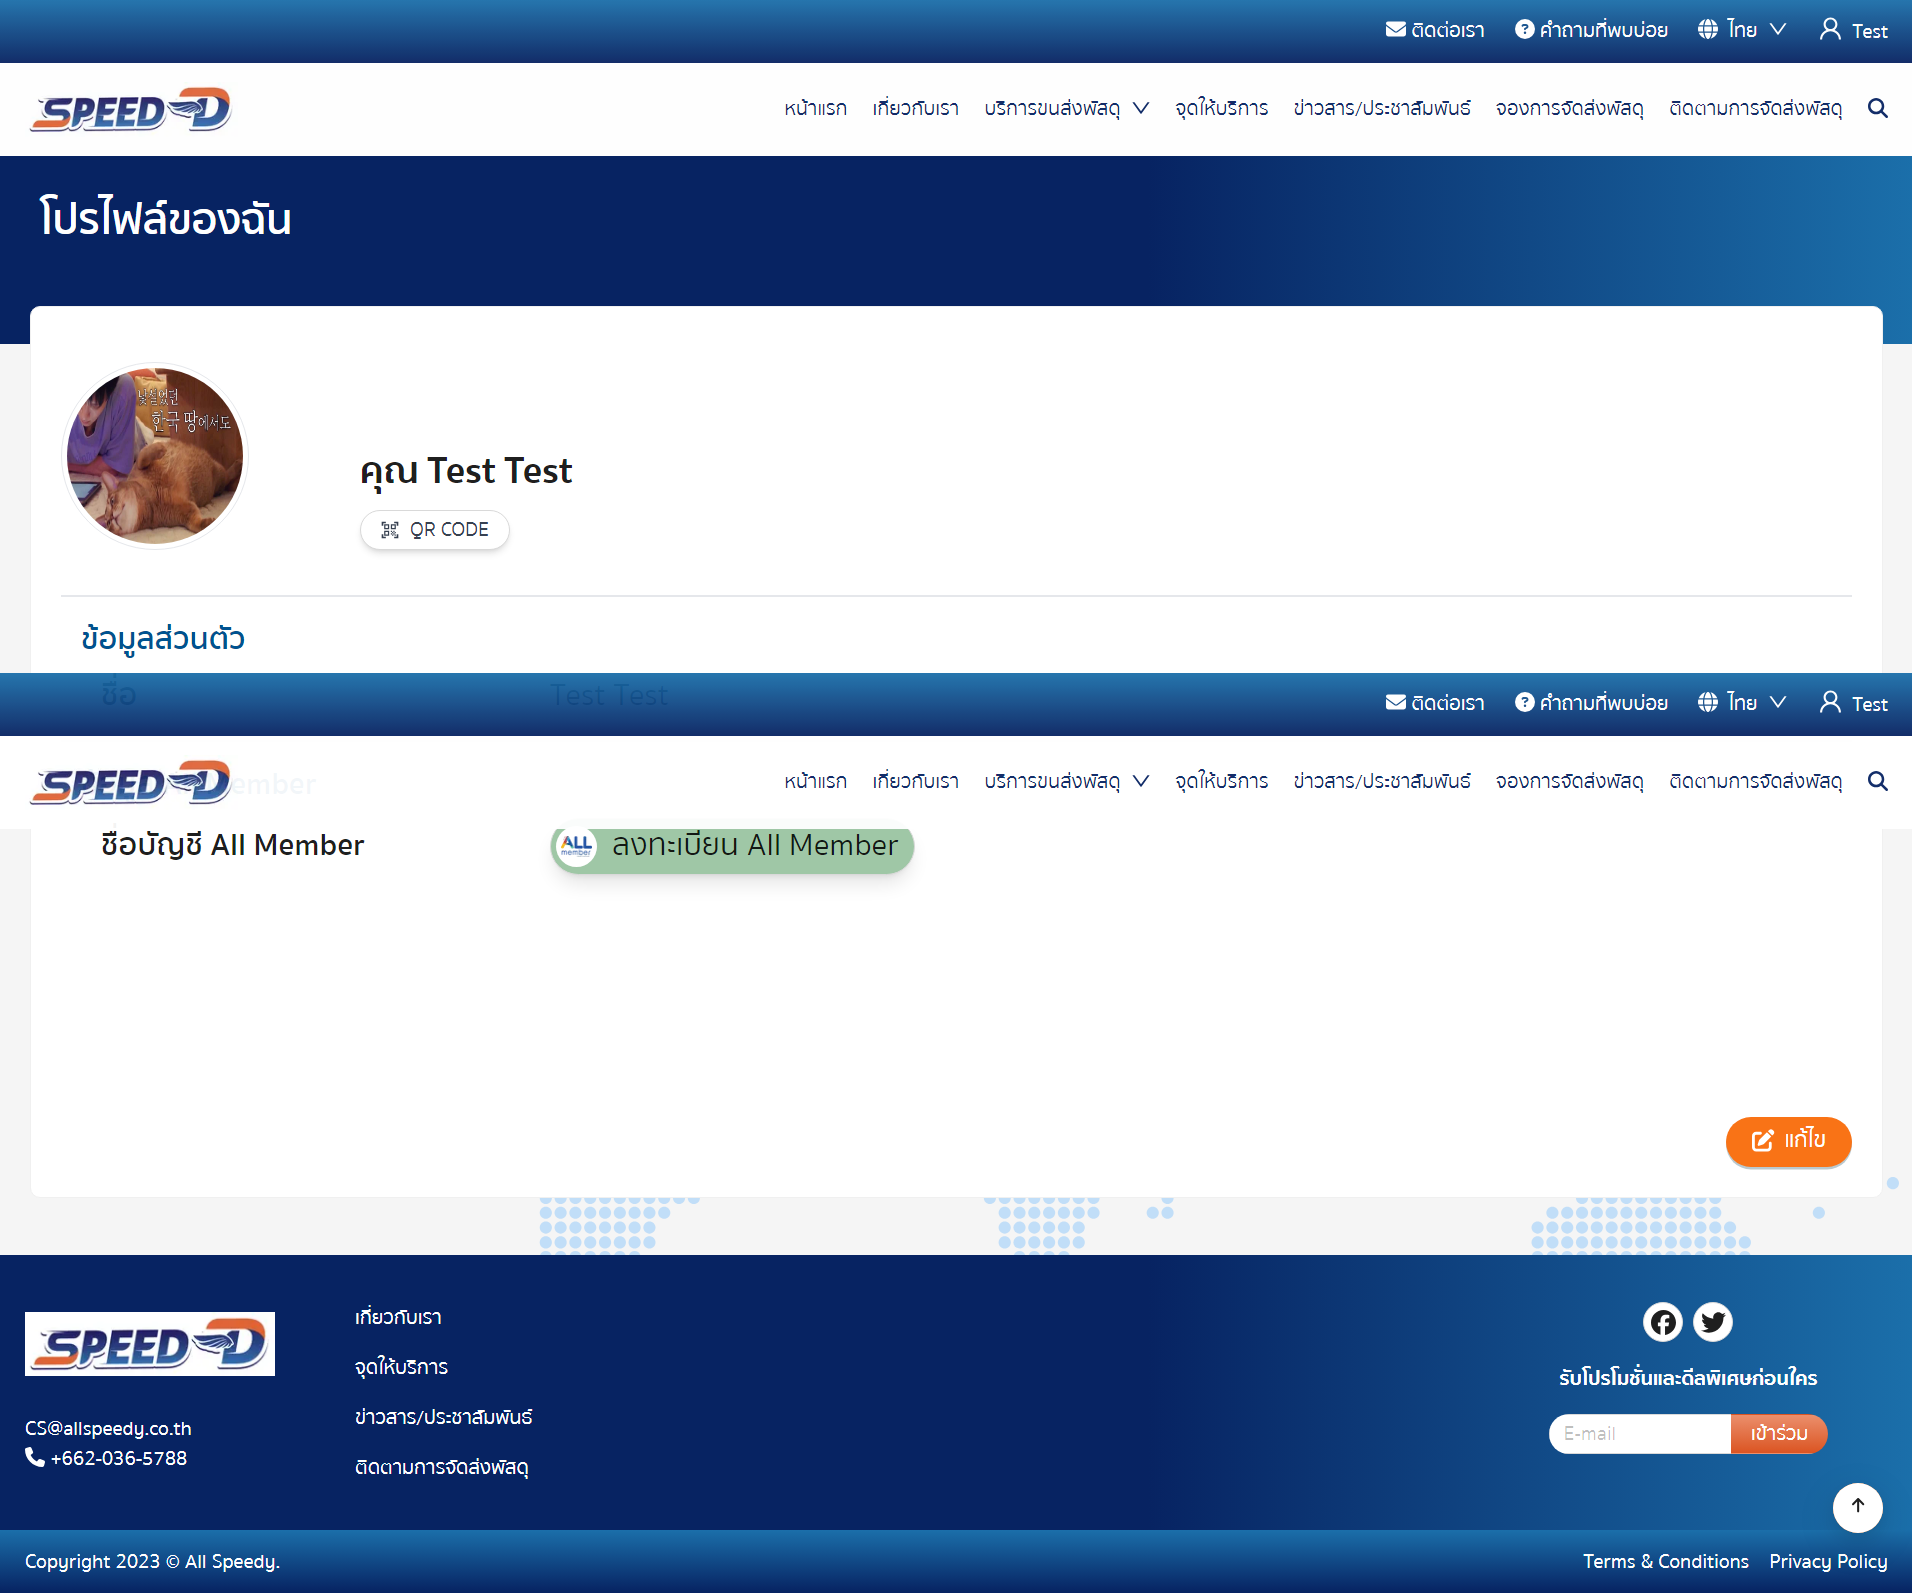 ติดต่อเรา คำถามที่พบบ่อย ไทย Test
SPEED-D หน้าแรก เกี่ยวกับเรา บริการขนส่งพัสดุ จุดให้บริการ ข่าวสาร/ประชาสัมพันธ์ จองการจัดส่งพัสดุ ติดตามการจัดส่งพัสดุ
โปรไฟล์ของฉัน
낯설었던
한국 땅에서도
คุณ Test Test
QR CODE
ข้อมูลส่วนตัว
ชื่อ Test Test
ติดต่อเรา คำถามที่พบบ่อย ไทย Test
SPEED-D ember หน้าแรก เกี่ยวกับเรา บริการขนส่งพัสดุ จุดให้บริการ ข่าวสาร/ประชาสัมพันธ์ จองการจัดส่งพัสดุ ติดตามการจัดส่งพัสดุ
ชื่อบัญชี All Member ALL member ลงทะเบียน All Member
แก้ไข
SPEED-D
CS@allspeedy.co.th
+662-036-5788
เกี่ยวกับเรา
จุดให้บริการ
ข่าวสาร/ประชาสัมพันธ์
ติดตามการจัดส่งพัสดุ
รับโปรโมชั่นและดีลพิเศษก่อนใคร
E-mail เข้าร่วม
Copyright 2023 © All Speedy. Terms & Conditions Privacy Policy